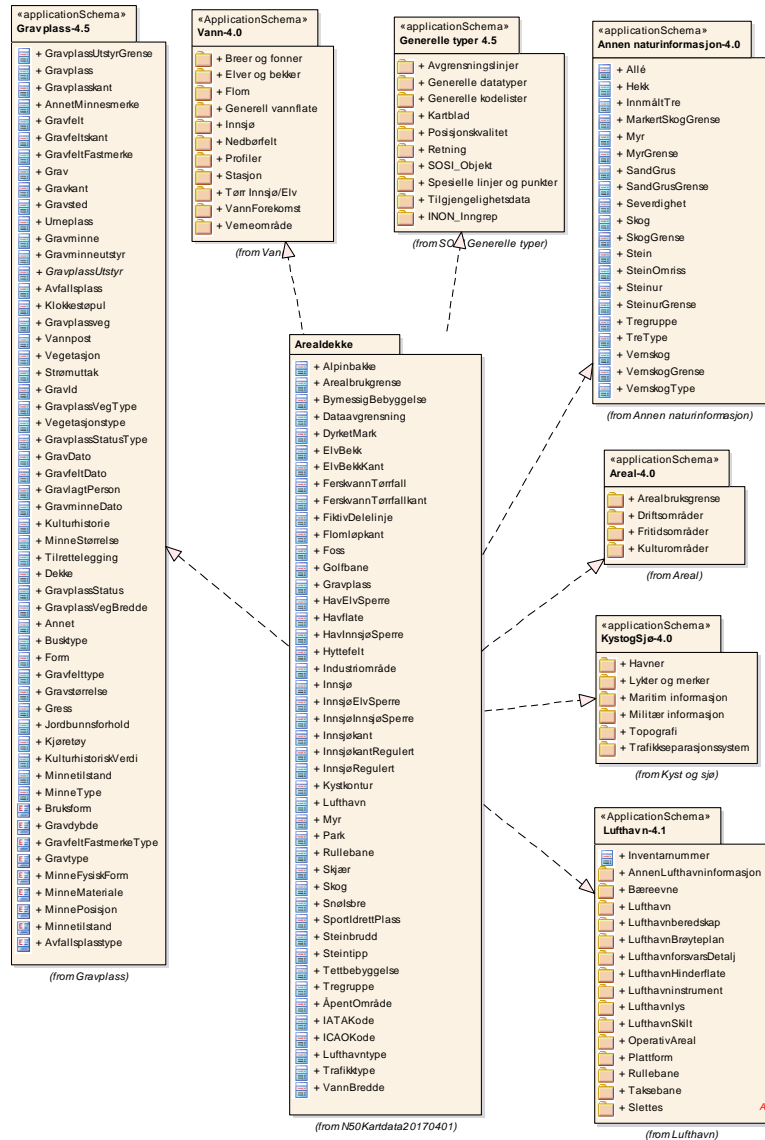 «applicationSchema»
Gravplass-4.5
+ GravplassUtstyrGrense
+ Gravplass
+ Gravplasskant
+ AnnetMinnesmerke
+ Gravfelt
+ Gravfeltskant
+ GravfeltFastmerke
+ Grav
+ Gravkant
+ Gravsted
+ Urneplass
+ Gravminne
+ Gravminneutstyr
+ GravplassUtstyr
+ Avfallsplass
+ Klokkestøpul
+ Gravplassveg
+ Vannpost
+ Vegetasjon
+ Strømuttak
+ GravId
+ GravplassVegType
+ Vegetasjonstype
+ GravplassStatusType
+ GravDato
+ GravfeltDato
+ GravlagtPerson
+ GravminneDato
+ Kulturhistorie
+ MinneStørrelse
+ Tilrettelegging
+ Dekke
+ GravplassStatus
+ GravplassVegBredde
+ Annet
+ Busktype
+ Form
+ Gravfelttype
+ Gravstørrelse
+ Gress
+ Jordbunnsforhold
+ Kjøretøy
+ KulturhistoriskVerdi
+ Minnetilstand
+ MinneType
+ Bruksform
+ Gravdybde
+ GravfeltFastmerkeType
+ Gravtype
+ MinneFysiskForm
+ MinneMateriale
+ MinnePosisjon
+ Minnetilstand
+ Avfallsplasstype
(from Gravplass)
«applicationSchema»
Vann-4.0
+ Breer og fonner
+ Elver og bekker
+ Flom
+ Generell vannflate
+ Innsjø
+ Nedbørfelt
+ Profiler
+ Stasjon
+ Tørr Innsjø/Elv
+ VannForekomst
+ Verneområde
(from Van
«applicationSchema»
Generelle typer 4.5
+ Avgrensningslinjer
+ Generelle datatyper
+ Generelle kodelister
+ Kartblad
+ Posisjonskvalitet
+ Retning
+ SOSI_Objekt
+ Spesielle linjer og punkter
+ Tilgjengelighetsdata
+ INON_Inngrep
(from SO Generelle typer)
«applicationSchema»
Annen naturinformasjon-4.0
+ Allé
+ Hekk
+ InnmåltTre
+ MarkertSkogGrense
+ Myr
+ MyrGrense
+ SandGrus
+ SandGrusGrense
+ Severdighet
+ Skog
+ SkogGrense
+ Stein
+ SteinOmriss
+ Steinur
+ SteinurGrense
+ Tregruppe
+ TreType
+ Vernskog
+ VernskogGrense
+ VernskogType
(from Annen naturinformasjon)
Arealdekke
+ Alpinbakke
+ Arealbrukgrense
+ BymessigBebyggelse
+ Dataavgrensning
+ DyrketMark
+ ElvBekk
+ ElvBekkKant
+ FerskvannTørrfall
+ FerskvannTørrfallkant
+ FiktivDelelinje
+ Flomløpkant
+ Foss
+ Golfbane
+ Gravplass
+ HavElvSperre
+ Havflate
+ HavInnsjøSperre
+ Hyttefelt
+ Industriområde
+ Innsjø
+ InnsjøElvSperre
+ InnsjøInnsjøSperre
+ Innsjøkant
+ InnsjøkantRegulert
+ InnsjøRegulert
+ Kystkontur
+ Lufthavn
+ Myr
+ Park
+ Rullebane
+ Skjær
+ Skog
+ Snølsbre
+ SportIdrettPlass
+ Steinbrudd
+ Steintipp
+ Tettbebyggelse
+ Tregruppe
+ ÅpentOmråde
+ IATAKode
+ ICAOKode
+ Lufthavntype
+ Trafikktype
+ VannBredde
(from N50Kartdata20170401)
«applicationSchema»
Areal-4.0
+ Arealbruksgrense
+ Driftsområder
+ Fritidsområder
+ Kulturområder
(from Areal)
«applicationSchema»
KystogSjø-4.0
+ Havner
+ Lykter og merker
+ Maritim informasjon
+ Militær informasjon
+ Topografi
+ Trafikkseparasjonssystem
(from Kyst og sjø)
«ApplicationSchema»
Lufthavn-4.1
+ Inventarnummer
+ AnnenLufthavninformasjon
+ Bæreevne
+ Lufthavn
+ Lufthavnberedskap
+ LufthavnBrøyteplan
+ LufthavnforsvarsDetalj
+ LufthavnHinderflate
+ Lufthavninstrument
+ Lufthavnlys
+ LufthavnSkilt
+ OperativAreal
+ Plattform
+ Rullebane
+ Taksebane
+ Slettes
A
(from Lufthavn)